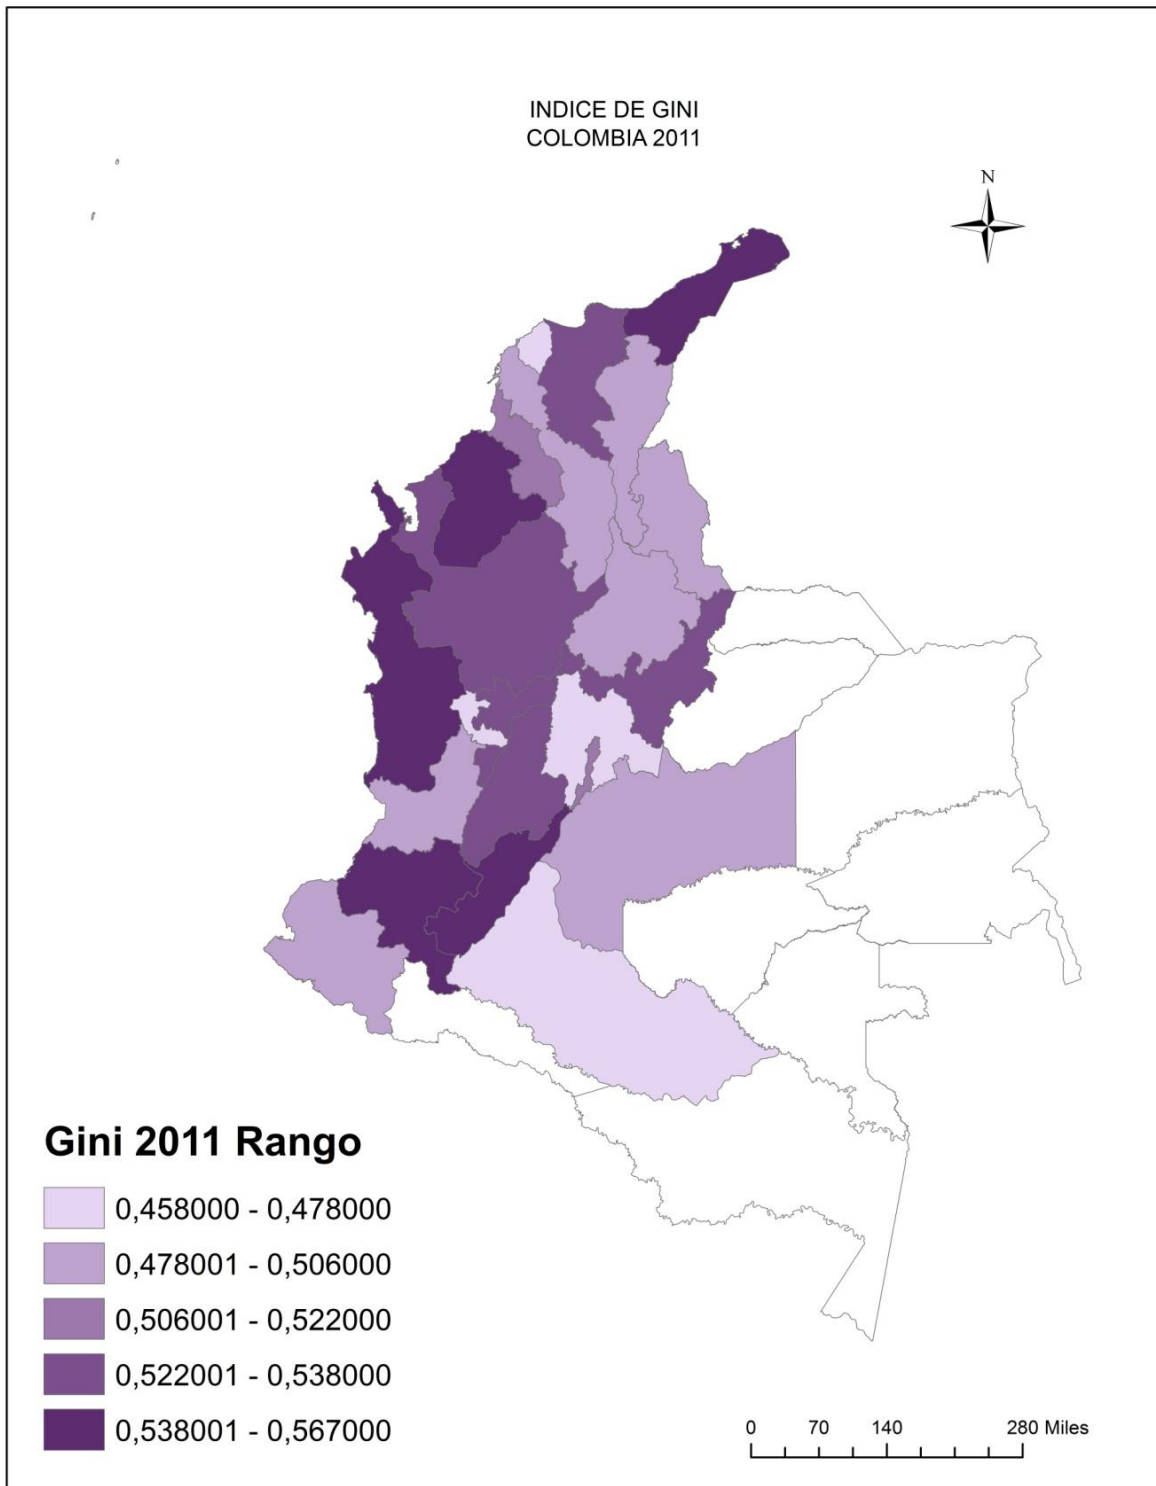 INDICE DE GINI
COLOMBIA 2011
N
Gini 2011 Rango
0,458000 - 0,478000
0,478001 - 0,506000
0,506001 - 0,522000
0,522001 - 0,538000
0,538001 - 0,567000
0 70 140 280 Miles